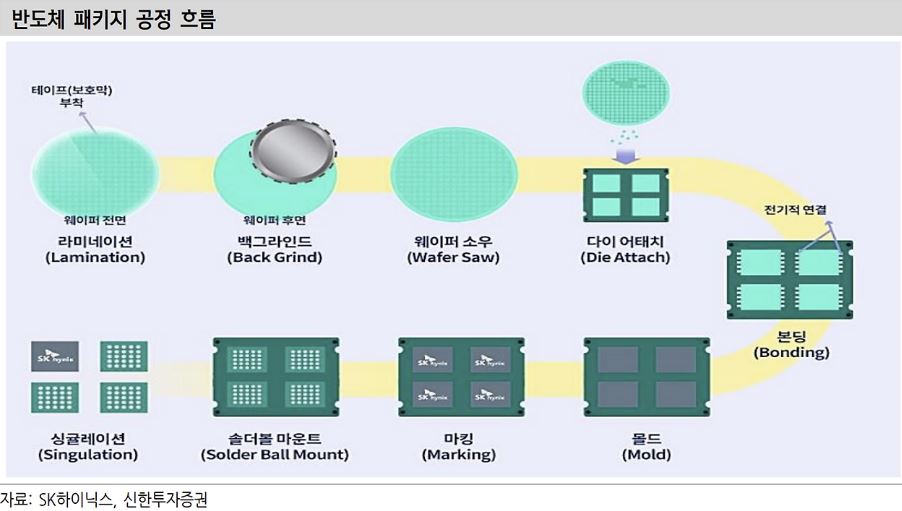 반도체 패키지 공정 흐름
테이프(보호막)
부착
웨이퍼 전면
라미네이션
(Lamination)
웨이퍼 후면
백그라인드
(Back Grind)
웨이퍼 소우
(Wafer Saw)
다이 어태치
(Die Attach)
전기적 연결
본딩
(Bonding)
SK hynix
싱귤레이션
(Singulation)
솔더볼 마운트
(Solder Ball Mount)
SK hynix
SK hynix
SK hynix
SK hynix
마킹
(Marking)
몰드
(Mold)
자료: SK하이닉스, 신한투자증권